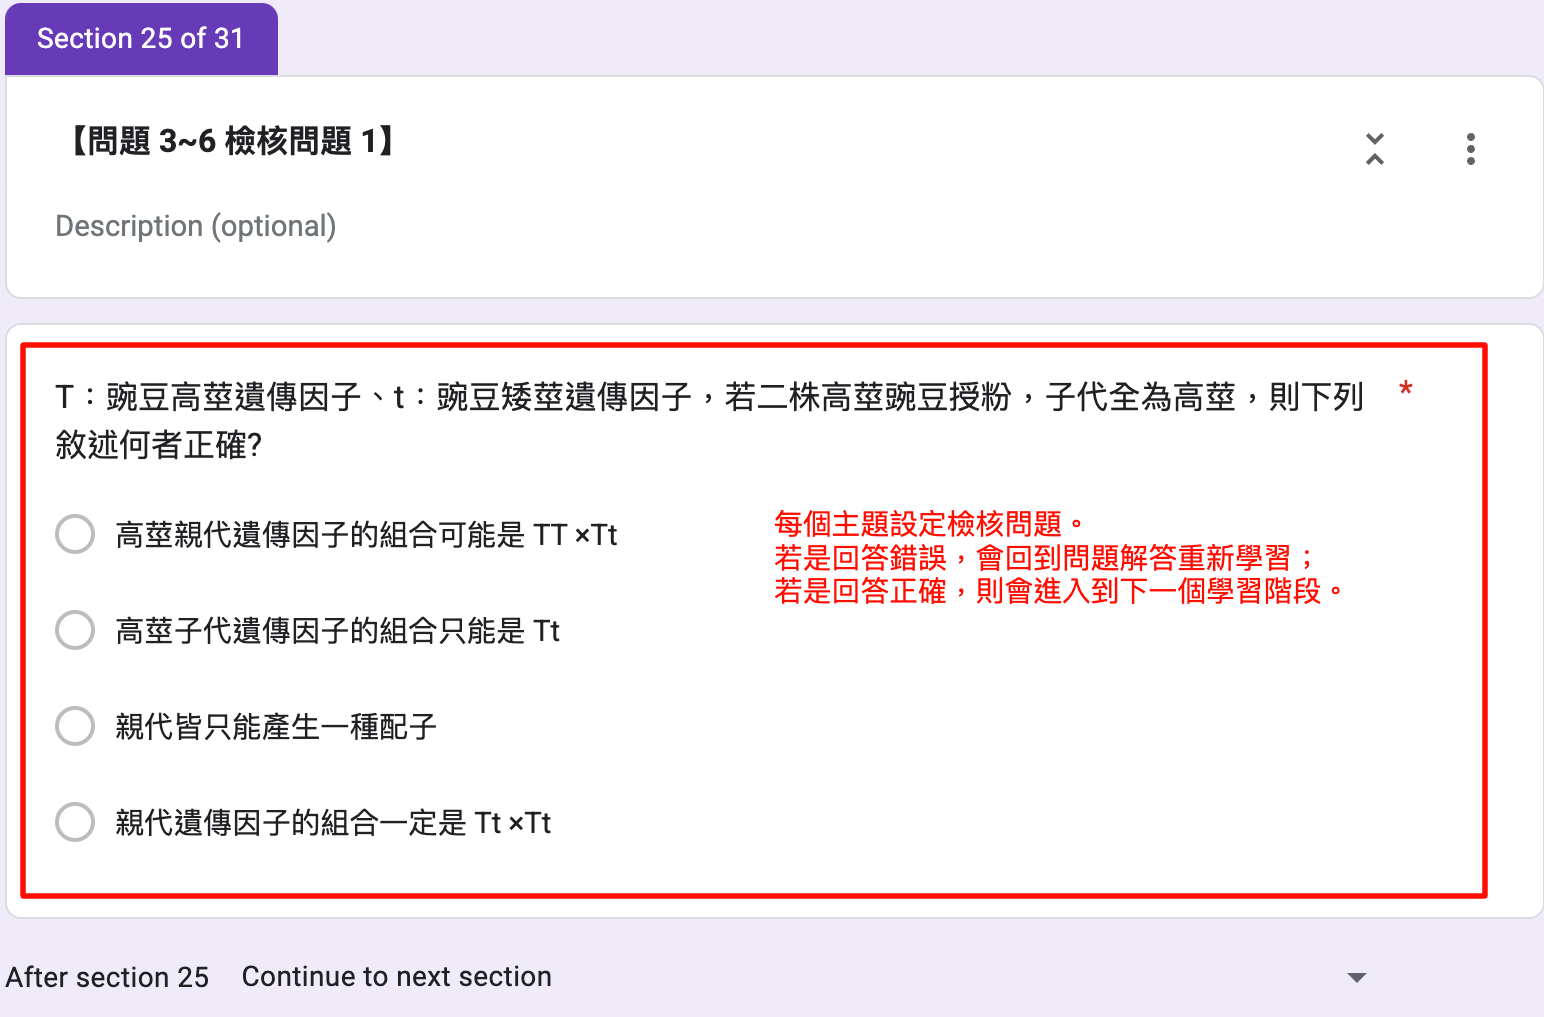 Section 25 of 31
【問題 3~6 檢核問題 1】
Description (optional)
T：豌豆高莖遺傳因子、t：豌豆矮莖遺傳因子，若二株高莖豌豆授粉，子代全為高莖，則下列 *
敘述何者正確?
高莖親代遺傳因子的組合可能是 TT ×Tt
每個主題設定檢核問題。
若是回答錯誤，會回到問題解答重新學習；
若是回答正確，則會進入到下一個學習階段。
高莖子代遺傳因子的組合只能是 Tt
親代皆只能產生一種配子
親代遺傳因子的組合一定是 Tt ×Tt
After section 25 Continue to next section